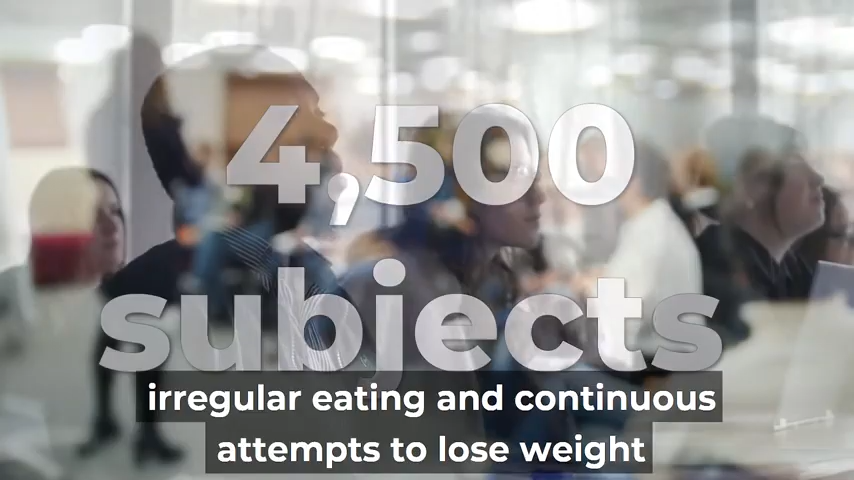 4,500
subjects
irregular eating and continuous
attempts to lose weight